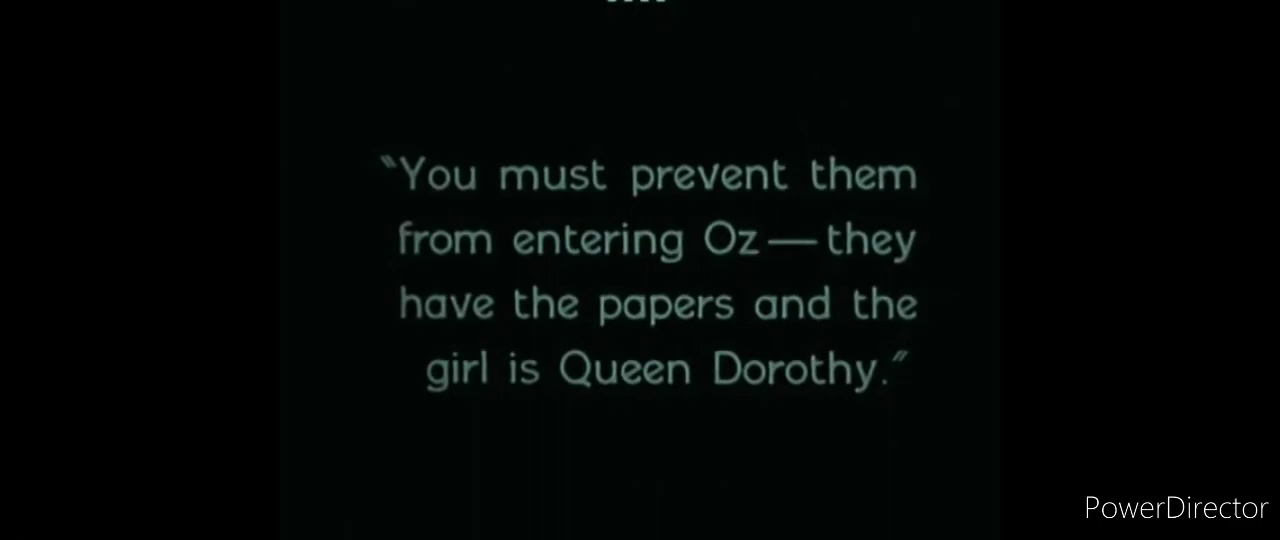 “You must prevent them
from entering Oz — they
have the papers and the
girl is Queen Dorothy.”
PowerDirector